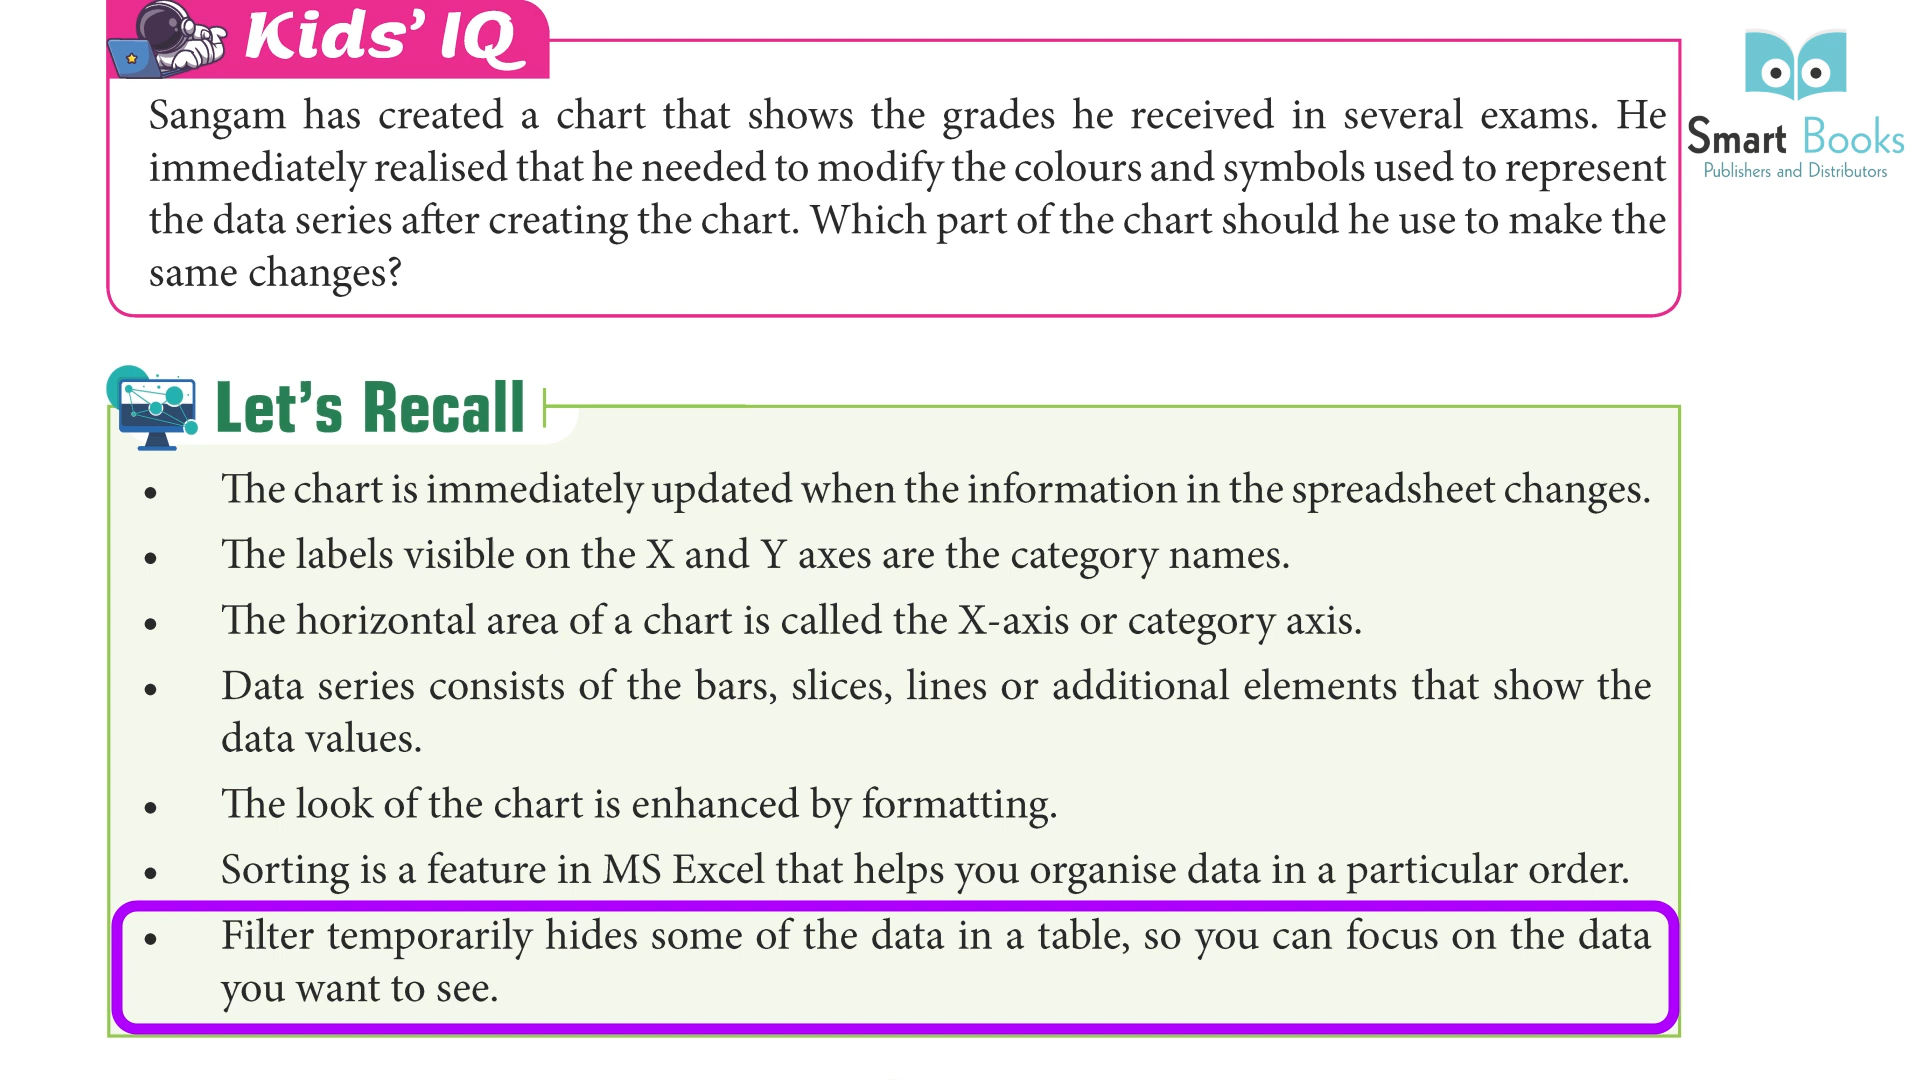 Kids' IQ
Sangam has created a chart that shows the grades he received in several exams. He
immediately realised that he needed to modify the colours and symbols used to represent
the data series after creating the chart. Which part of the chart should he use to make the
same changes?
Smart Books
Publishers and Distributors
Let's Recall
• The chart is immediately updated when the information in the spreadsheet changes.
• The labels visible on the X and Y axes are the category names.
• The horizontal area of a chart is called the X-axis or category axis.
• Data series consists of the bars, slices, lines or additional elements that show the
data values.
• The look of the chart is enhanced by formatting.
• Sorting is a feature in MS Excel that helps you organise data in a particular order.
• Filter temporarily hides some of the data in a table, so you can focus on the data
you want to see.